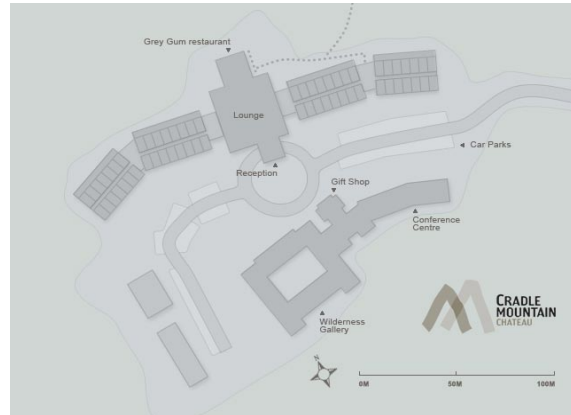 Grey Gum restaurant
Lounge
Car Parks
Reception
Gift Shop
Conference
Centre
Wilderness
Gallery
CRADLE
MOUNTAIN
CHATEAU
N
0M 50M 100M